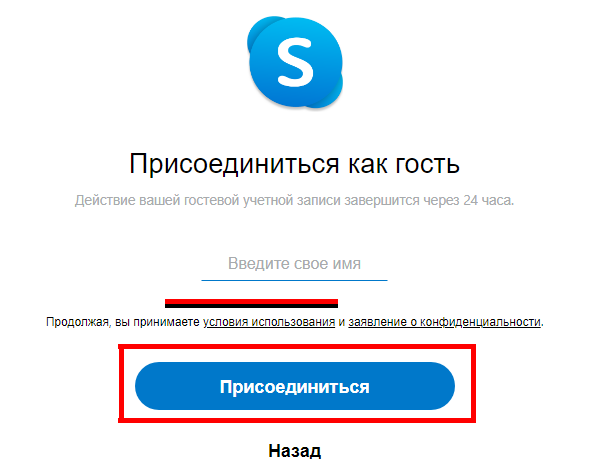 S
Присоединиться как гость
Действие вашей гостевой учетной записи завершится через 24 часа.
Введите свое имя
Продолжая, вы принимаете условия использования и заявление о конфиденциальности.
Присоединиться
Назад